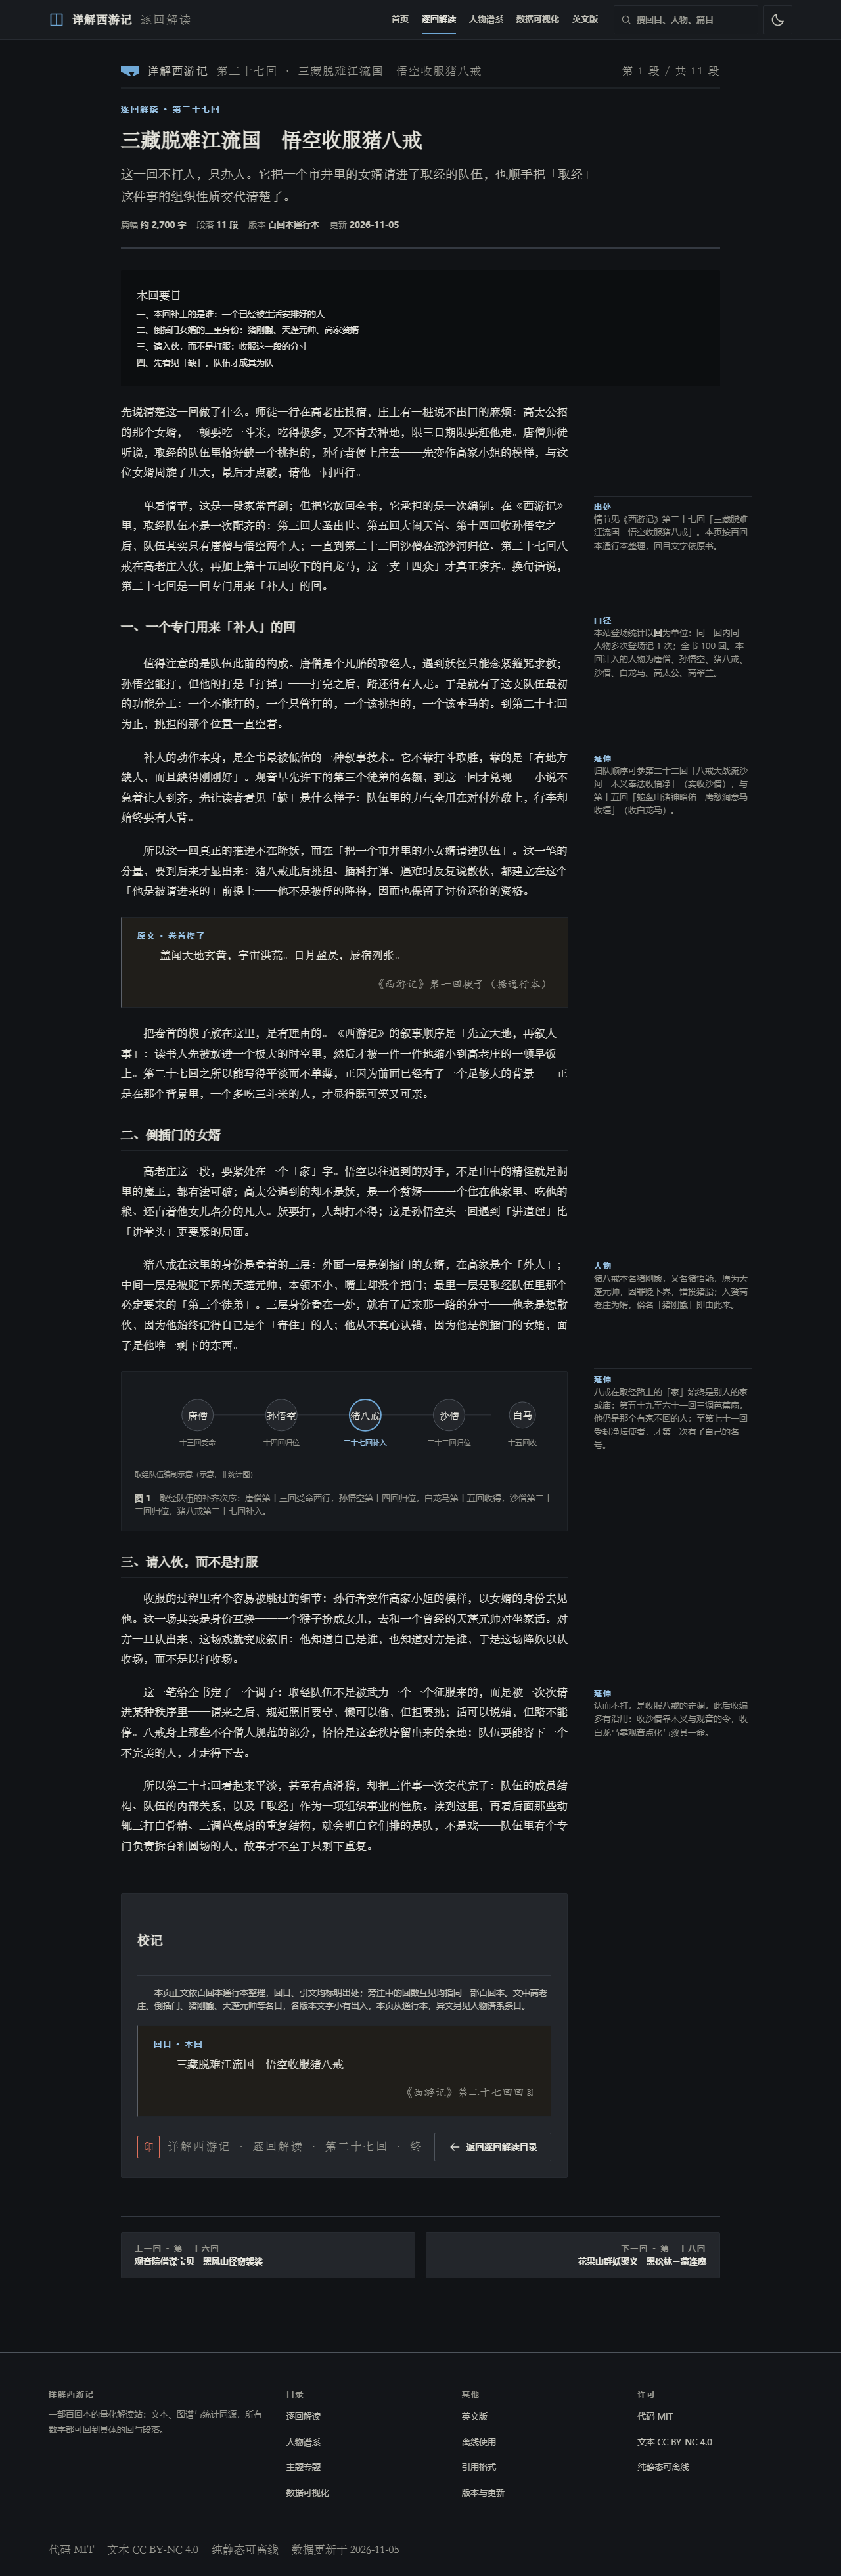 详解西游记 逐回解读
首页 逐回解读 人物谱系 数据可视化 英文版 搜回目、人物、篇目
详解西游记 第二十七回 · 三藏脱难江流国 悟空收服猪八戒 第 1 段 / 共 11 段
逐回解读 · 第二十七回
三藏脱难江流国 悟空收服猪八戒
这一回不打人，只办人。它把一个市井里的女婿请进了取经的队伍，也顺手把「取经」
这件事的组织性质交代清楚了。
篇幅 约 2,700 字 段落 11 段 版本 百回本通行本 更新 2026-11-05
本回要目
一、本回补上的是谁：一个已经被生活安排好的人
二、倒插门女婿的三重身份：猪刚鬣、天蓬元帅、高家赘婿
三、请入伙，而不是打服：收服这一段的分寸
四、先看见「缺」，队伍才成其为队
先说清楚这一回做了什么。师徒一行在高老庄投宿，庄上有一桩说不出口的麻烦：高太公招
的那个女婿，一顿要吃一斗米，吃得极多，又不肯去种地，限三日期限要赶他走。唐僧师徒
听说，取经的队伍里恰好缺一个挑担的，孙行者便上庄去——先变作高家小姐的模样，与这
位女婿周旋了几天，最后才点破，请他一同西行。
单看情节，这是一段家常喜剧；但把它放回全书，它承担的是一次编制。在《西游记》
里，取经队伍不是一次配齐的：第三回大圣出世、第五回大闹天宫、第十四回收孙悟空之
后，队伍其实只有唐僧与悟空两个人；一直到第二十二回沙僧在流沙河归位、第二十七回八
戒在高老庄入伙，再加上第十五回收下的白龙马，这一支「四众」才真正凑齐。换句话说，
第二十七回是一回专门用来「补人」的回。
出处
情节见《西游记》第二十七回「三藏脱难
江流国 悟空收服猪八戒」。本页按百回
本通行本整理，回目文字依原书。
一、一个专门用来「补人」的回
口径
本站登场统计以回为单位：同一回内同一
人物多次登场记 1 次；全书 100 回。本
回计入的人物为唐僧、孙悟空、猪八戒、
沙僧、白龙马、高太公、高翠兰。
值得注意的是队伍此前的构成。唐僧是个凡胎的取经人，遇到妖怪只能念紧箍咒求救；
孙悟空能打，但他的打是「打掉」——打完之后，路还得有人走。于是就有了这支队伍最初
的功能分工：一个不能打的，一个只管打的，一个该挑担的，一个该牵马的。到第二十七回
为止，挑担的那个位置一直空着。
补人的动作本身，是全书最被低估的一种叙事技术。它不靠打斗取胜，靠的是「有地方
缺人，而且缺得刚刚好」。观音早先许下的第三个徒弟的名额，到这一回才兑现——小说不
急着让人到齐，先让读者看见「缺」是什么样子：队伍里的力气全用在对付外敌上，行李却
始终要有人背。
延伸
归队顺序可参第二十二回「八戒大战流沙
河 木叉奉法收悟净」（实收沙僧），与
第十五回「蛇盘山诸神暗佑 鹰愁涧意马
收缰」（收白龙马）。
所以这一回真正的推进不在降妖，而在「把一个市井里的小女婿请进队伍」。这一笔的
分量，要到后来才显出来：猪八戒此后挑担、插科打诨、遇难时反复说散伙，都建立在这个
「他是被请进来的」前提上——他不是被俘的降将，因而也保留了讨价还价的资格。
原文 · 卷首楔子
盖闻天地玄黄，宇宙洪荒。日月盈昃，辰宿列张。
《西游记》第一回楔子（据通行本）
把卷首的楔子放在这里，是有理由的。《西游记》的叙事顺序是「先立天地，再叙人
事」：读书人先被放进一个极大的时空里，然后才被一件一件地缩小到高老庄的一顿早饭
上。第二十七回之所以能写得平淡而不单薄，正因为前面已经有了一个足够大的背景——正
是在那个背景里，一个多吃三斗米的人，才显得既可笑又可亲。
二、倒插门的女婿
高老庄这一段，要紧处在一个「家」字。悟空以往遇到的对手，不是山中的精怪就是洞
里的魔王，都有法可破；高太公遇到的却不是妖，是一个赘婿——一个住在他家里、吃他的
粮、还占着他女儿名分的凡人。妖要打，人却打不得；这是孙悟空头一回遇到「讲道理」比
「讲拳头」更要紧的局面。
猪八戒在这里的身份是叠着的三层：外面一层是倒插门的女婿，在高家是个「外人」；
中间一层是被贬下界的天蓬元帅，本领不小，嘴上却没个把门；最里一层是取经队伍里那个
必定要来的「第三个徒弟」。三层身份叠在一处，就有了后来那一路的分寸——他老是想散
伙，因为他始终记得自己是个「寄住」的人；他从不真心认错，因为他是倒插门的女婿，面
子是他唯一剩下的东西。
人物
猪八戒本名猪刚鬣，又名猪悟能，原为天
蓬元帅，因罪贬下界，错投猪胎；入赘高
老庄为婿，俗名「猪刚鬣」即由此来。
延伸
八戒在取经路上的「家」始终是别人的家
或庙：第五十九至六十一回三调芭蕉扇，
他仍是那个有家不回的人；至第七十一回
受封净坛使者，才第一次有了自己的名
号。
唐僧 孙悟空 猪八戒 沙僧 白马
十三回受命 十四回归位 二十七回补入 二十二回归位 十五回收
取经队伍编制示意（示意，非统计图）
图 1 取经队伍的补齐次序：唐僧第十三回受命西行，孙悟空第十四回归位，白龙马第十五回收得，沙僧第二十
二回归位，猪八戒第二十七回补入。
三、请入伙，而不是打服
收服的过程里有个容易被跳过的细节：孙行者变作高家小姐的模样，以女婿的身份去见
他。这一场其实是身份互换——一个猴子扮成女儿，去和一个曾经的天蓬元帅对坐家话。对
方一旦认出来，这场戏就变成叙旧：他知道自己是谁，也知道对方是谁，于是这场降妖以认
收场，而不是以打收场。
这一笔给全书定了一个调子：取经队伍不是被武力一个一个征服来的，而是被一次次请
进某种秩序里——请来之后，规矩照旧要守，懒可以偷，但担要挑；话可以说错，但路不能
停。八戒身上那些不合僧人规范的部分，恰恰是这套秩序留出来的余地：队伍要能容下一个
不完美的人，才走得下去。
延伸
认而不打，是收服八戒的定调，此后收编
多有沿用：收沙僧靠木叉与观音的令，收
白龙马靠观音点化与救其一命。
所以第二十七回看起来平淡，甚至有点滑稽，却把三件事一次交代完了：队伍的成员结
构、队伍的内部关系，以及「取经」作为一项组织事业的性质。读到这里，再看后面那些动
辄三打白骨精、三调芭蕉扇的重复结构，就会明白它们排的是队，不是戏——队伍里有个专
门负责拆台和圆场的人，故事才不至于只剩下重复。
校记
本页正文依百回本通行本整理，回目、引文均标明出处；旁注中的回数互见均指同一部百回本。文中高老
庄、倒插门、猪刚鬣、天蓬元帅等名目，各版本文字小有出入，本页从通行本，异文另见人物谱系条目。
回目 · 本回
三藏脱难江流国 悟空收服猪八戒
《西游记》第二十七回回目
印 详解西游记 · 逐回解读 · 第二十七回 · 终 ← 返回逐回解读目录
上一回 · 第二十六回
观音院僧谋宝贝 黑风山怪窃袈裟
下一回 · 第二十八回
花果山群妖聚义 黑松林三藏逢魔
详解西游记 目录 其他 许可
一部百回本的量化解读站：文本、图谱与统计同源，所有
数字都可回到具体的回与段落。
逐回解读 英文版 代码 MIT
人物谱系 离线使用 文本 CC BY-NC 4.0
主题专题 引用格式 纯静态可离线
数据可视化 版本与更新
代码 MIT 文本 CC BY-NC 4.0 纯静态可离线 数据更新于 2026-11-05